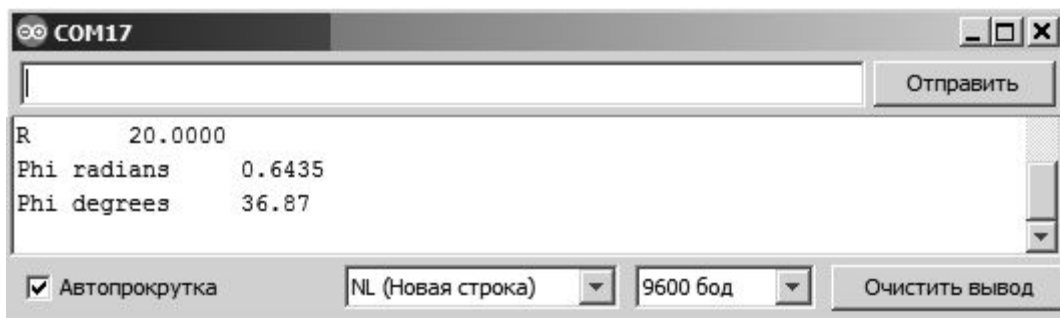 COM17
Отправить
R 20.0000
Phi radians 0.6435
Phi degrees 36.87
Автопрокрутка NL (Новая строка) 9600 бод Очистить вывод